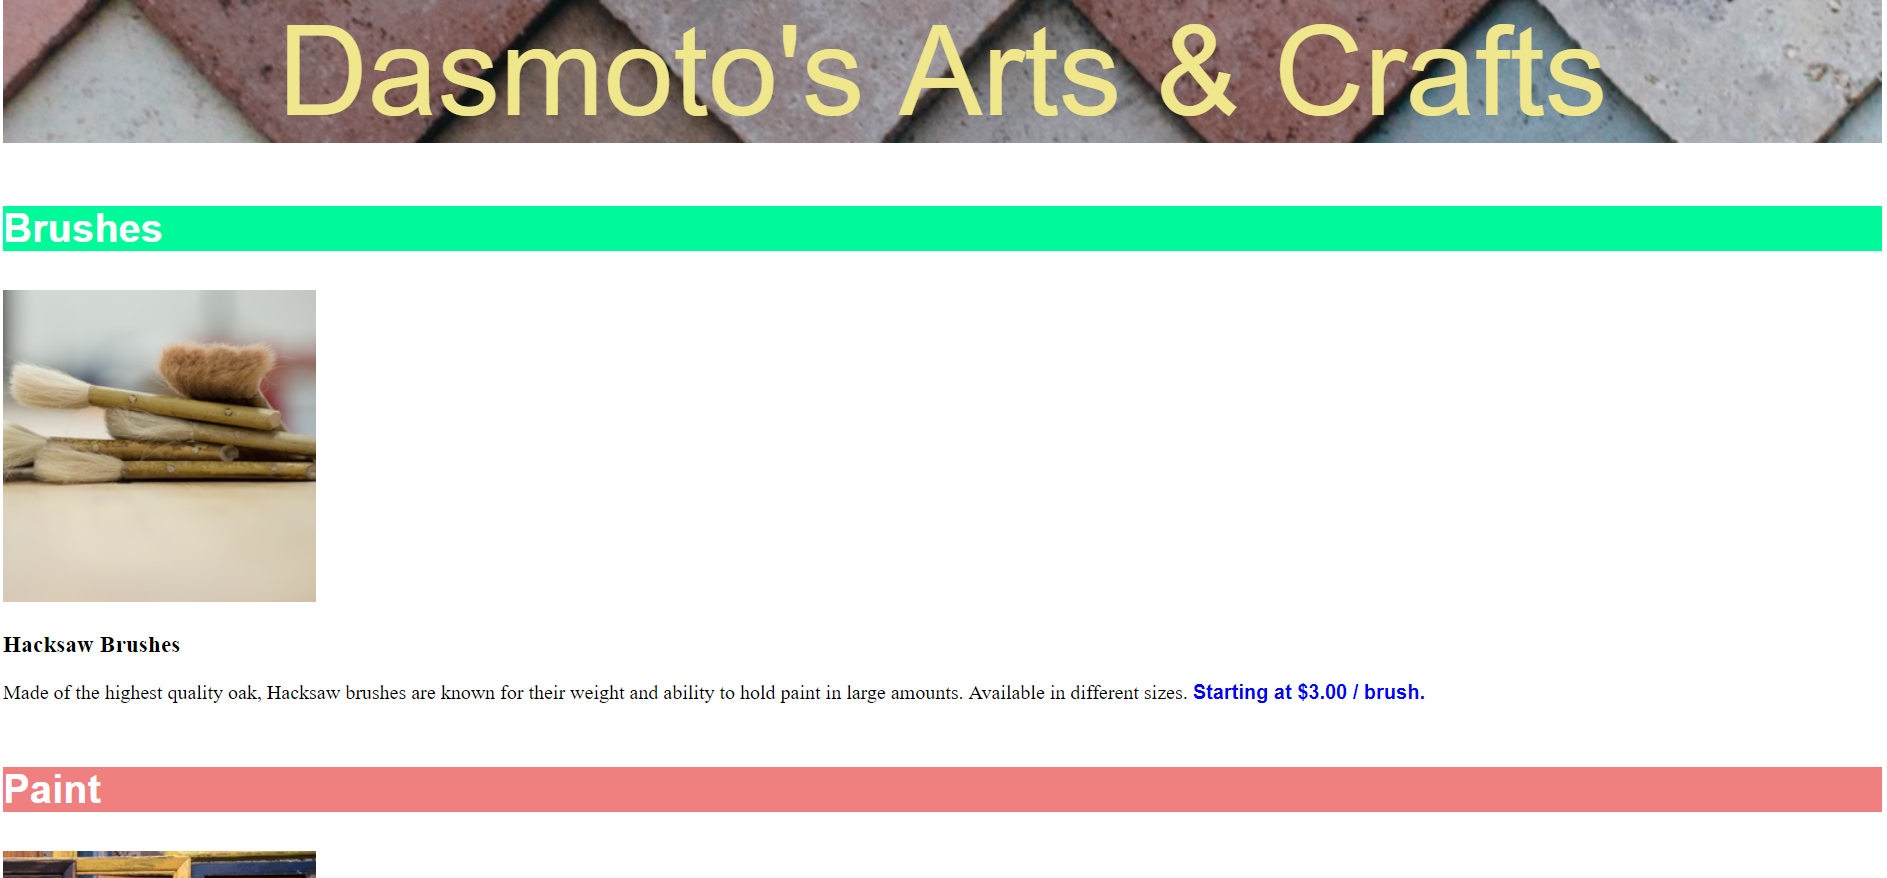 Dasmoto's Arts & Crafts
Brushes
Hacksaw Brushes
Made of the highest quality oak, Hacksaw brushes are known for their weight and ability to hold paint in large amounts. Available in different sizes. Starting at $3.00 / brush.
Paint